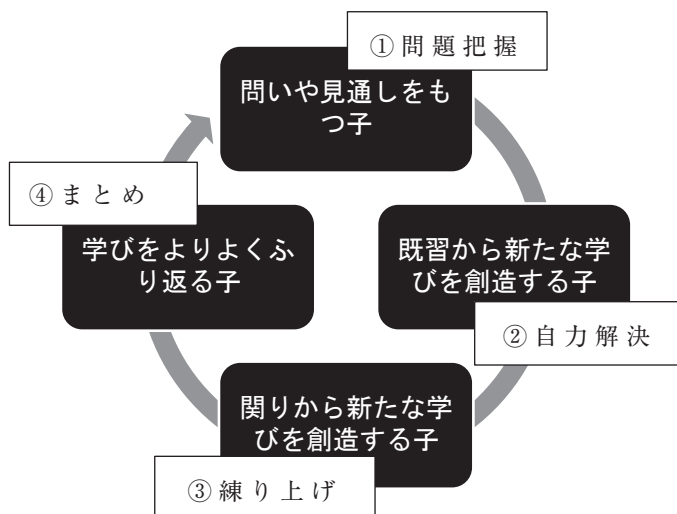 ①問題把握
問いや見通しをも
つ子
既習から新たな学
びを創造する子
②自力解決
関りから新たな学
びを創造する子
③練り上げ
④まとめ
学びをよりよくふ
り返る子